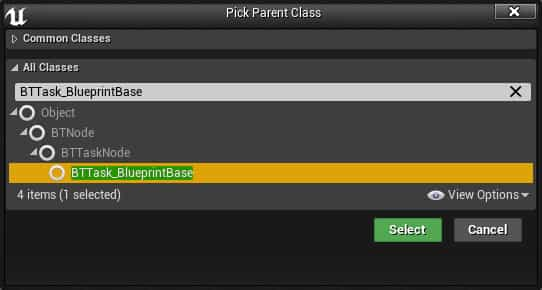 Pick Parent Class
Common Classes
All Classes
BTTask_BlueprintBase
Object
BTNode
BTTaskNode
BTTask_BlueprintBase
4 items (1 selected)
View Options
Select
Cancel